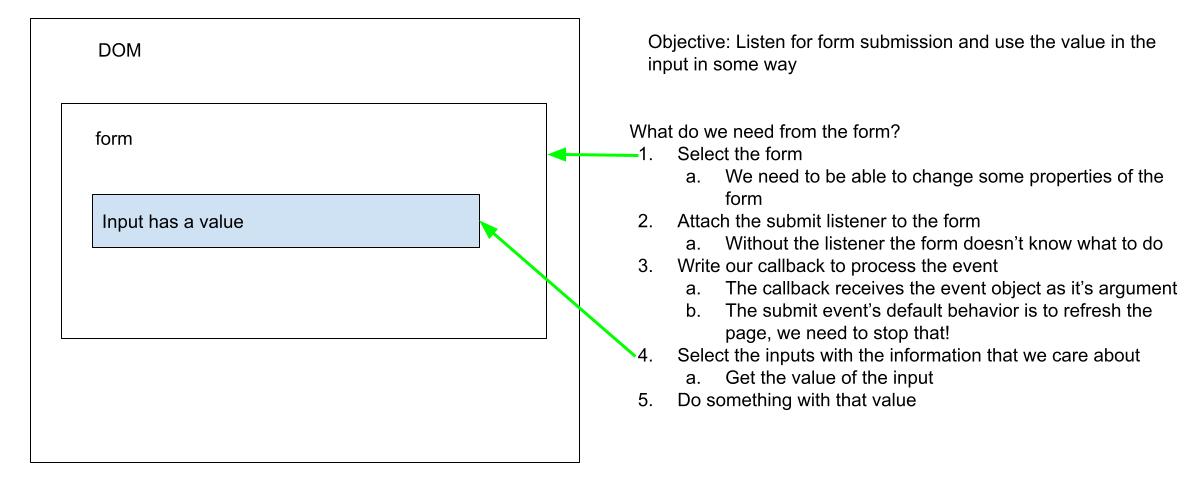 DOM
form
Input has a value
Objective: Listen for form submission and use the value in the
input in some way
What do we need from the form?
1. Select the form
a. We need to be able to change some properties of the
form
2. Attach the submit listener to the form
a. Without the listener the form doesn’t know what to do
3. Write our callback to process the event
a. The callback receives the event object as it’s argument
b. The submit event’s default behavior is to refresh the
page, we need to stop that!
4. Select the inputs with the information that we care about
a. Get the value of the input
5. Do something with that value